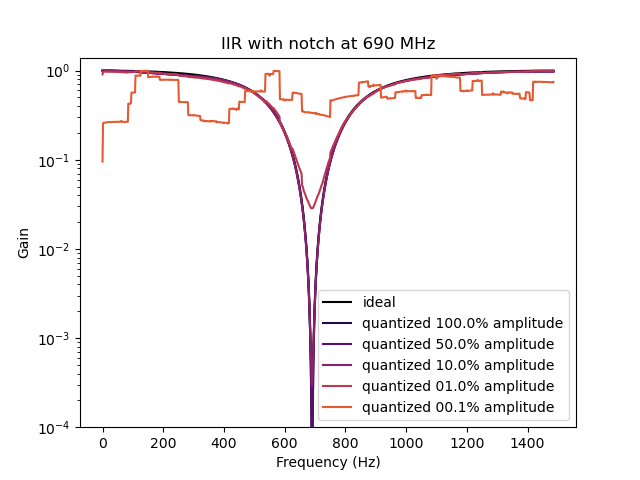 IIR with notch at 690 MHz
Gain
10⁰
10⁻¹
10⁻²
10⁻³
10⁻⁴
ideal
quantized 100.0% amplitude
quantized 50.0% amplitude
quantized 10.0% amplitude
quantized 01.0% amplitude
quantized 00.1% amplitude
0 200 400 600 800 1000 1200 1400
Frequency (Hz)